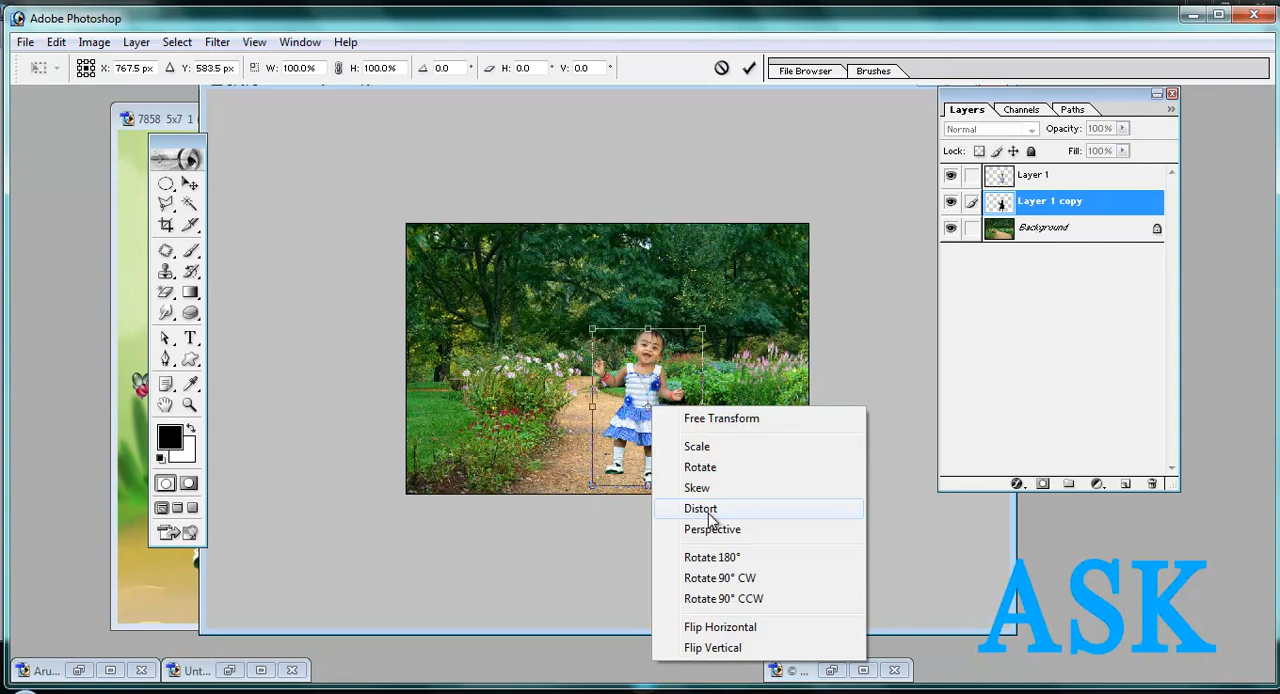 Adobe Photoshop
File Edit Image Layer Select Filter View Window Help
X: 767.5 px Y: 583.5 px W: 100.0% H: 100.0% 0.0 ° H: 0.0 ° V: 0.0 °
File Browser Brushes
7858 5x7 1
Layers Channels Paths
Normal Opacity: 100%
Lock: Fill: 100%
Layer 1
Layer 1 copy
Background
Free Transform
Scale
Rotate
Skew
Distort
Perspective
Rotate 180°
Rotate 90° CW
Rotate 90° CCW
Flip Horizontal
Flip Vertical
ASK
Aru... Unt... © ...